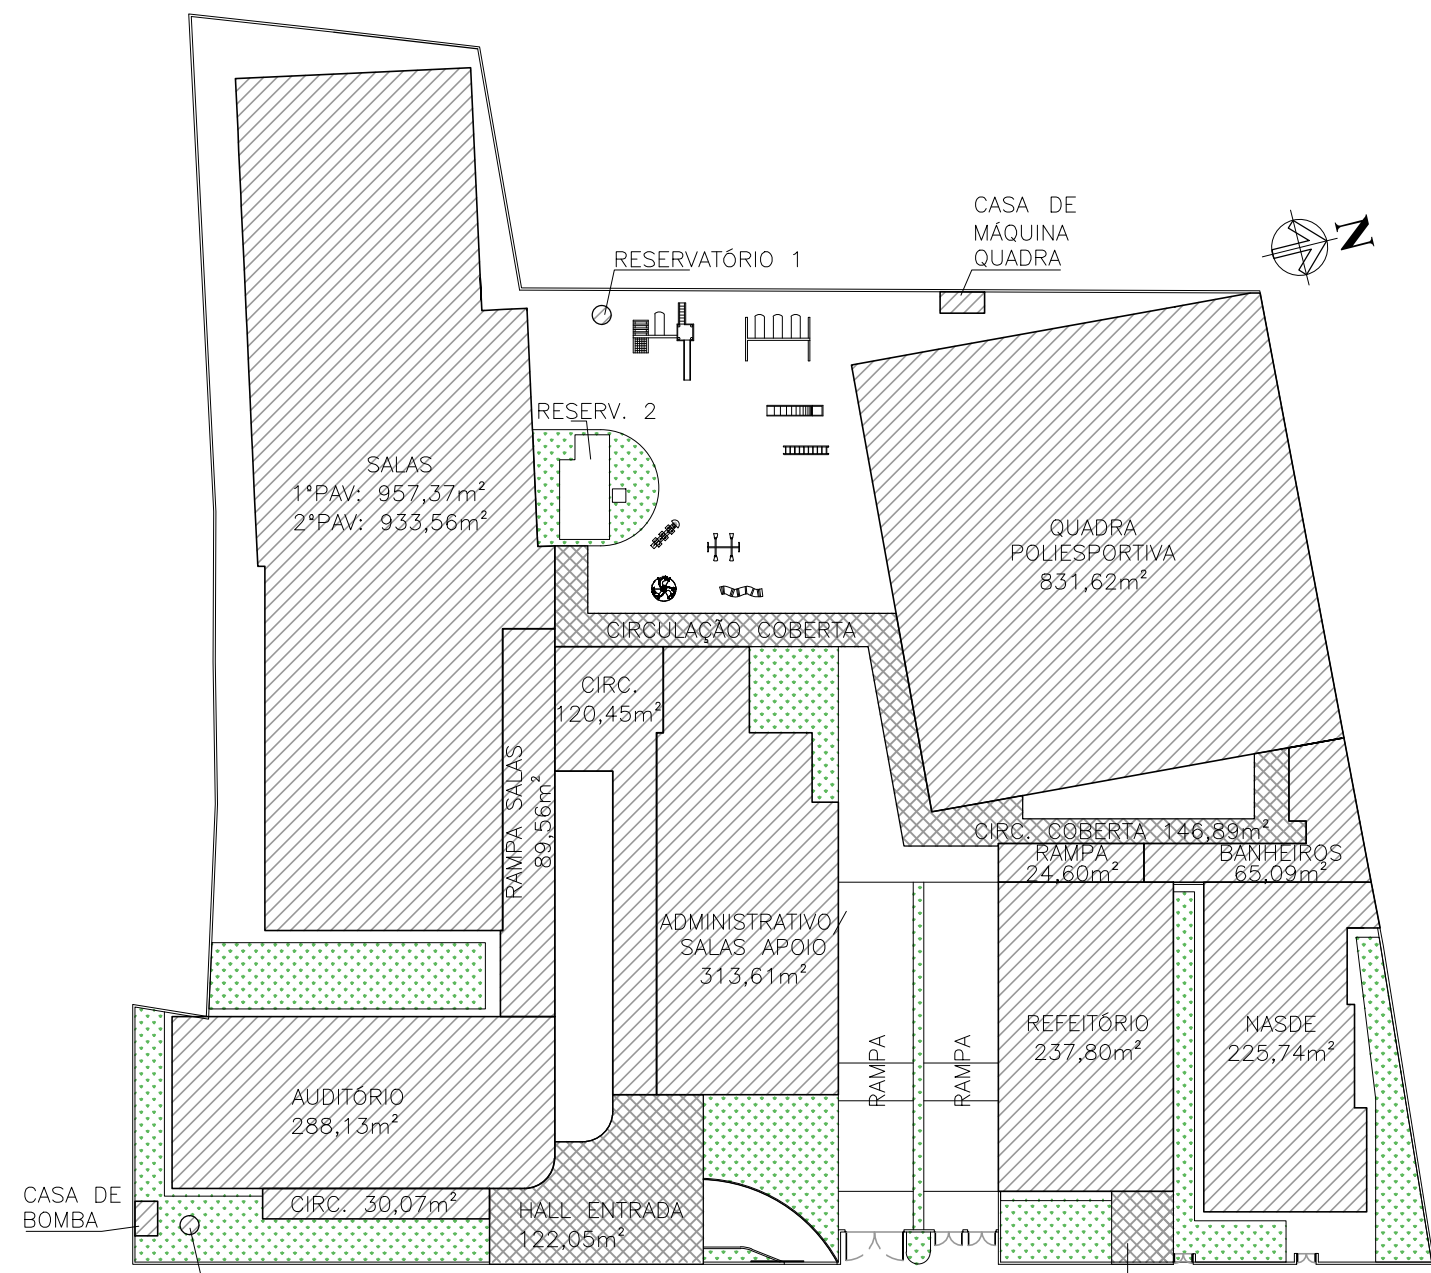 CASA DE
MÁQUINA
QUADRA
N
RESERVATÓRIO 1
RESERV. 2
SALAS
1ºPAV: 957,37m²
2ºPAV: 933,56m²
QUADRA
POLIESPORTIVA
831,62m²
CIRCULAÇÃO COBERTA
CIRC.
120,45m²
RAMPA SALAS
89,56m²
CIRC. COBERTA 146,89m²
RAMPA
24,60m²
BANHEIROS
65,09m²
ADMINISTRATIVO/
SALAS APOIO
313,61m²
REFEITÓRIO
237,80m²
NASDE
225,74m²
RAMPA
RAMPA
AUDITÓRIO
288,13m²
CASA DE
BOMBA
CIRC. 30,07m²
HALL ENTRADA
122,05m²